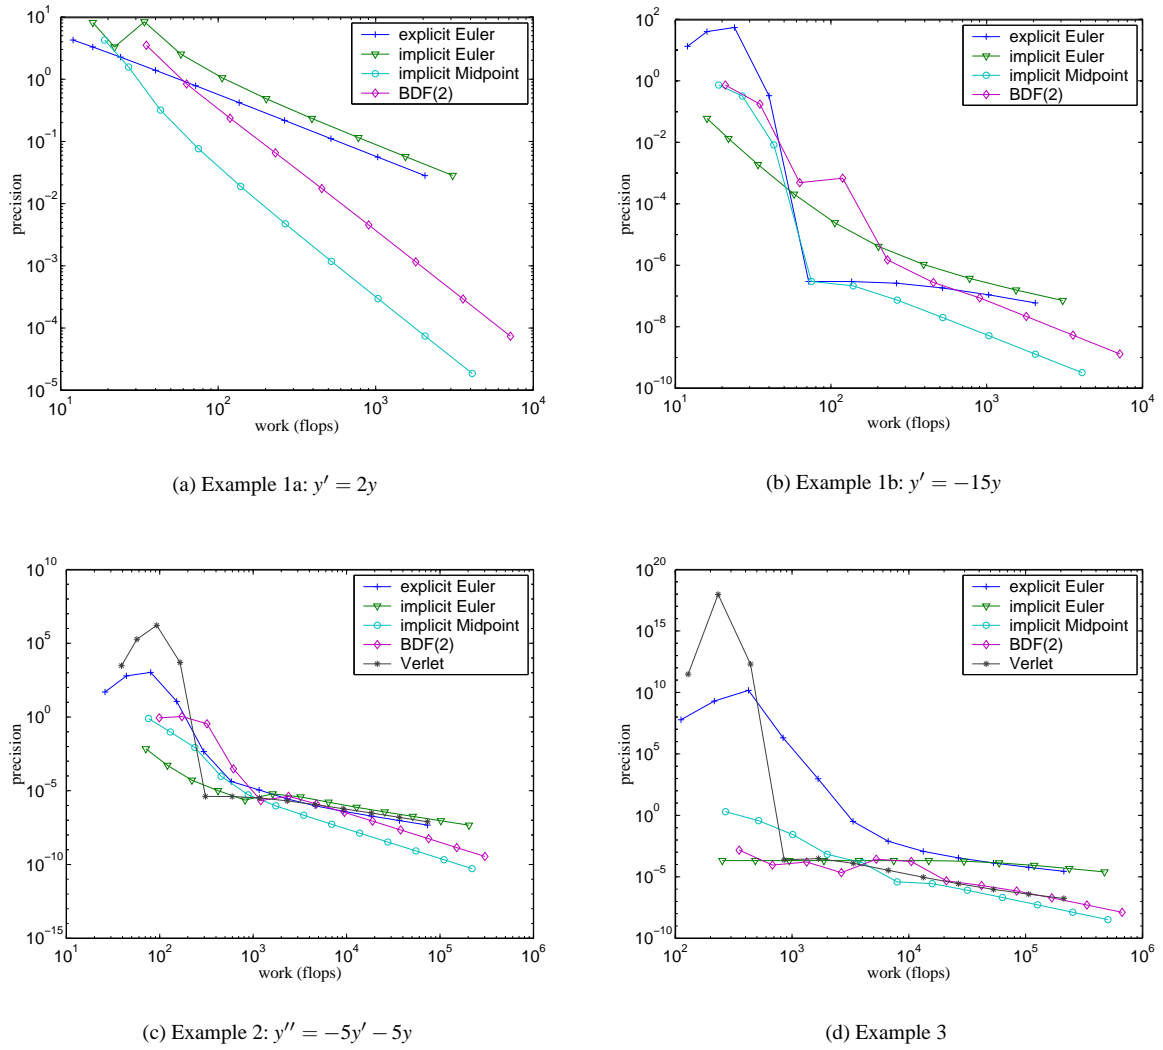 10^1
10^0
10^-1
10^-2
10^-3
10^-4
10^-5
precision
10^1 10^2 10^3 10^4
work (flops)
explicit Euler
implicit Euler
implicit Midpoint
BDF(2)
(a) Example 1a: y′ = 2y
10^2
10^0
10^-2
10^-4
10^-6
10^-8
10^-10
precision
10^1 10^2 10^3 10^4
work (flops)
explicit Euler
implicit Euler
implicit Midpoint
BDF(2)
(b) Example 1b: y′ = −15y
10^10
10^5
10^0
10^-5
10^-10
10^-15
precision
10^1 10^2 10^3 10^4 10^5 10^6
work (flops)
explicit Euler
implicit Euler
implicit Midpoint
BDF(2)
Verlet
(c) Example 2: y′′ = −5y′ − 5y
10^20
10^15
10^10
10^5
10^0
10^-5
10^-10
precision
10^2 10^3 10^4 10^5 10^6
work (flops)
explicit Euler
implicit Euler
implicit Midpoint
BDF(2)
Verlet
(d) Example 3